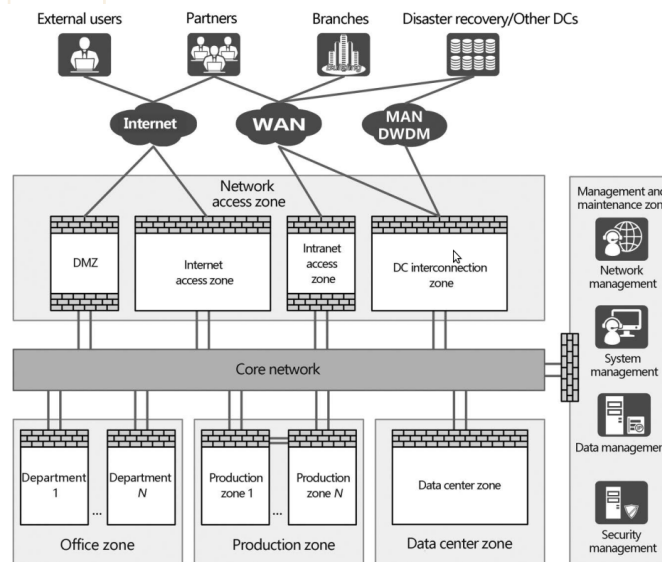 External users
Partners
Branches
Disaster recovery/Other DCs
Internet
WAN
MAN
DWDM
Network
access zone
DMZ
Internet
access zone
Intranet
access
zone
DC interconnection
zone
Core network
Department
1
...
Department
N
Office zone
Production
zone 1
...
Production
zone N
Production zone
Data center zone
Data center zone
Management and
maintenance zon
Network
management
System
management
Data management
Security
management